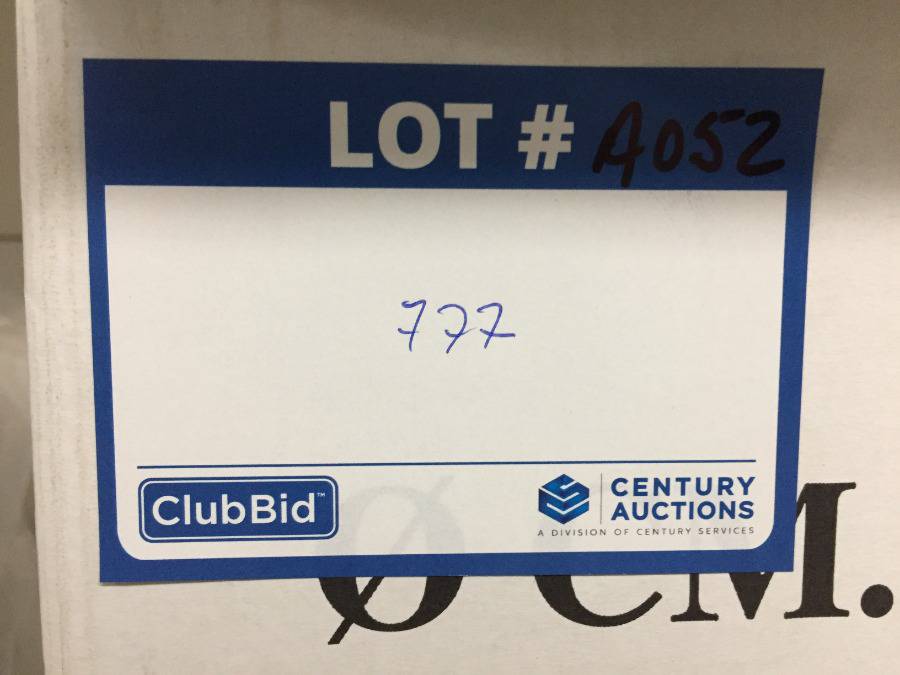 LOT # A052
777
ClubBid™
CENTURY
AUCTIONS
A DIVISION OF CENTURY SERVICES
Ø CM.